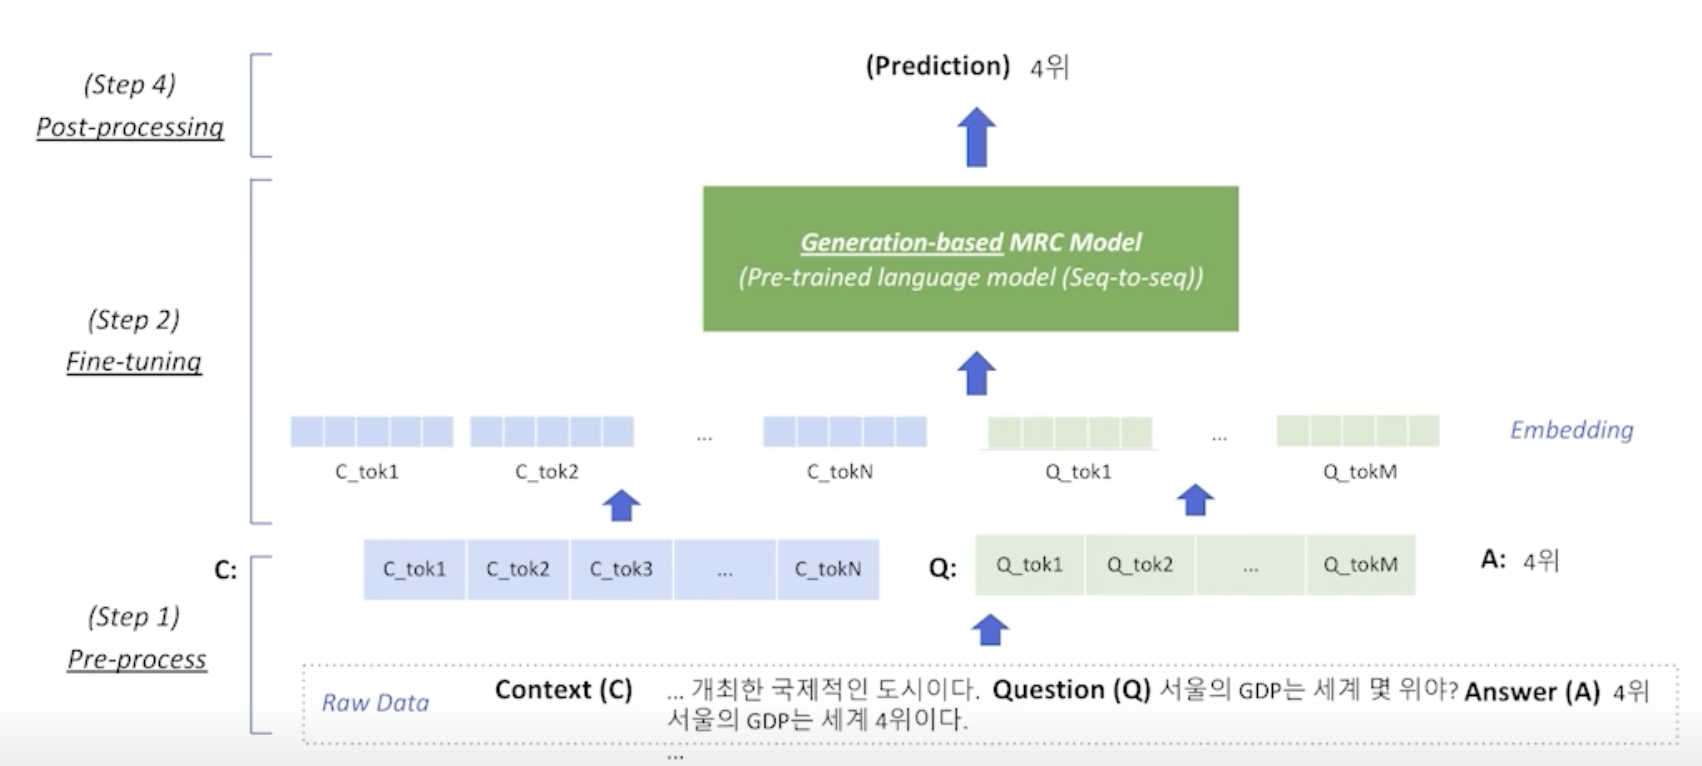 (Step 4)
Post-processing
(Prediction) 4위
Generation-based MRC Model
(Pre-trained language model (Seq-to-seq))
(Step 2)
Fine-tuning
... ... Embedding
C_tok1 C_tok2 C_tokN Q_tok1 Q_tokM
C: C_tok1 C_tok2 C_tok3 ... C_tokN Q: Q_tok1 Q_tok2 ... Q_tokM A: 4위
(Step 1)
Pre-process
Raw Data Context (C) ... 개최한 국제적인 도시이다. Question (Q) 서울의 GDP는 세계 몇 위야? Answer (A) 4위
서울의 GDP는 세계 4위이다.
...